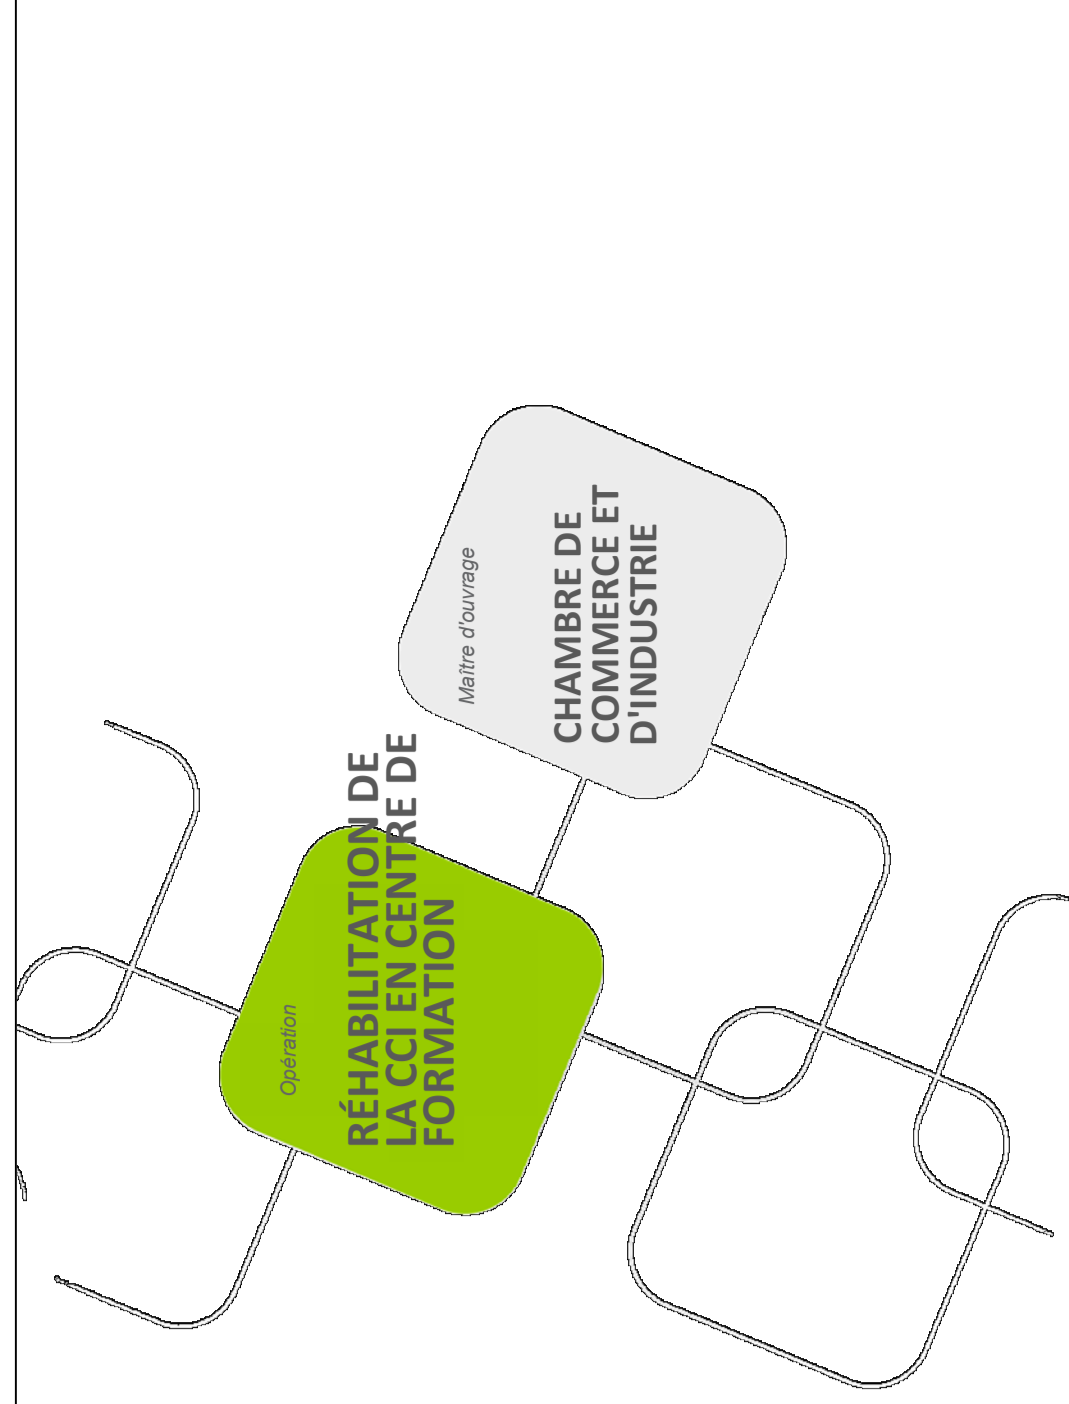 Opération
RÉHABILITATION DE
LA CCI EN CENTRE DE
FORMATION
Maître d'ouvrage
CHAMBRE DE
COMMERCE ET
D'INDUSTRIE